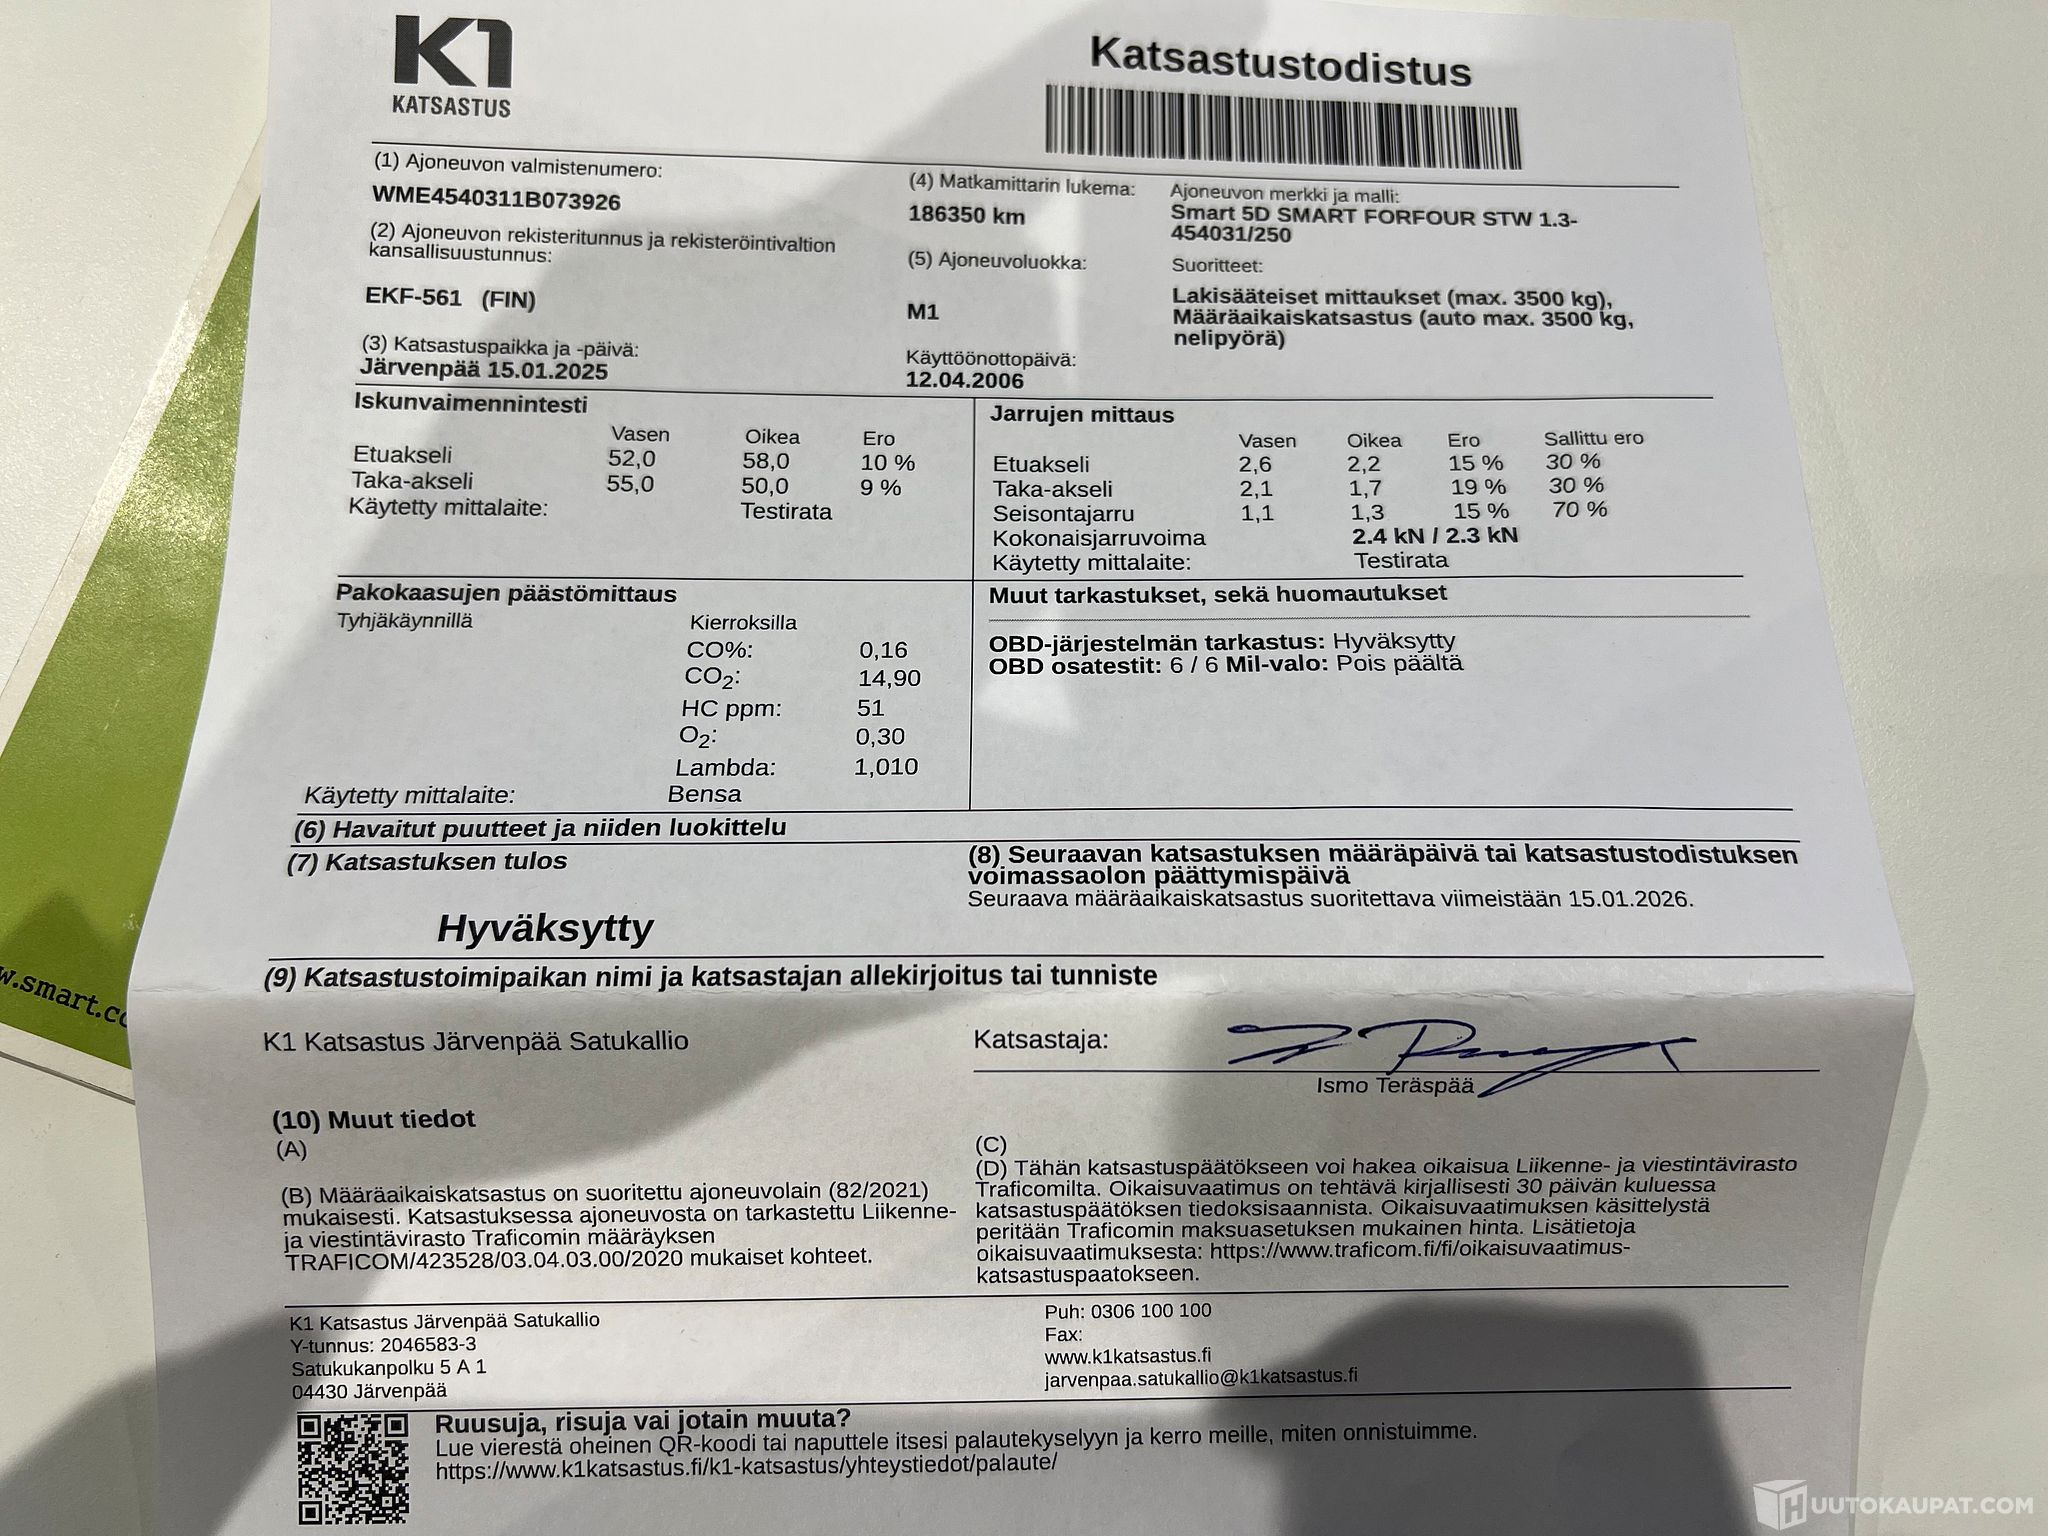 K1
KATSASTUS
Katsastustodistus
(1) Ajoneuvon valmistenumero:
WME4540311B073926
(2) Ajoneuvon rekisteritunnus ja rekisteröintivaltion
kansallisuustunnus:
EKF-561 (FIN)
(3) Katsastuspaikka ja -päivä:
Järvenpää 15.01.2025
(4) Matkamittarin lukema:
186350 km
(5) Ajoneuvoluokka:
M1
Käyttöönottopäivä:
12.04.2006
Ajoneuvon merkki ja malli:
Smart 5D SMART FORFOUR STW 1.3-
454031/250
Suoritteet:
Lakisääteiset mittaukset (max. 3500 kg),
Määräaikaiskatsastus (auto max. 3500 kg,
nelipyörä)
Iskunvaimennintesti
Vasen Oikea Ero
Etuakseli 52,0 58,0 10 %
Taka-akseli 55,0 50,0 9 %
Käytetty mittalaite: Testirata
Jarrujen mittaus
Vasen Oikea Ero Sallittu ero
Etuakseli 2,6 2,2 15 % 30 %
Taka-akseli 2,1 1,7 19 % 30 %
Seisontajarru 1,1 1,3 15 % 70 %
Kokonaisjarruvoima 2.4 kN / 2.3 kN
Käytetty mittalaite: Testirata
Pakokaasujen päästömittaus
Tyhjäkäynnillä Kierroksilla
CO%: 0,16
CO2: 14,90
HC ppm: 51
O2: 0,30
Lambda: 1,010
Käytetty mittalaite: Bensa
Muut tarkastukset, sekä huomautukset
OBD-järjestelmän tarkastus: Hyväksytty
OBD osatestit: 6 / 6 Mil-valo: Pois päältä
(6) Havaitut puutteet ja niiden luokittelu
(7) Katsastuksen tulos
Hyväksytty
(8) Seuraavan katsastuksen määräpäivä tai katsastustodistuksen
voimassaolon päättymispäivä
Seuraava määräaikaiskatsastus suoritettava viimeistään 15.01.2026.
(9) Katsastustoimipaikan nimi ja katsastajan allekirjoitus tai tunniste
K1 Katsastus Järvenpää Satukallio
Katsastaja:
Ismo Teräspää
(10) Muut tiedot
(A)
(B) Määräaikaiskatsastus on suoritettu ajoneuvolain (82/2021)
mukaisesti. Katsastuksessa ajoneuvosta on tarkastettu Liikenne-
ja viestintävirasto Traficomin määräyksen
TRAFICOM/423528/03.04.03.00/2020 mukaiset kohteet.
(C)
(D) Tähän katsastuspäätökseen voi hakea oikaisua Liikenne- ja viestintävirasto
Traficomilta. Oikaisuvaatimus on tehtävä kirjallisesti 30 päivän kuluessa
katsastuspäätöksen tiedoksisaannista. Oikaisuvaatimuksen käsittelystä
peritään Traficomin maksuasetuksen mukainen hinta. Lisätietoja
oikaisuvaatimuksesta: https://www.traficom.fi/fi/oikaisuvaatimus-
katsastuspaatokseen.
K1 Katsastus Järvenpää Satukallio
Y-tunnus: 2046583-3
Satukukanpolku 5 A 1
04430 Järvenpää
Puh: 0306 100 100
Fax:
www.k1katsastus.fi
jarvenpaa.satukallio@k1katsastus.fi
Ruusuja, risuja vai jotain muuta?
Lue vierestä oheinen QR-koodi tai naputtele itsesi palautekyselyyn ja kerro meille, miten onnistuimme.
https://www.k1katsastus.fi/k1-katsastus/yhteystiedot/palaute/
w.smart.co
HUUTOKAUPAT.COM